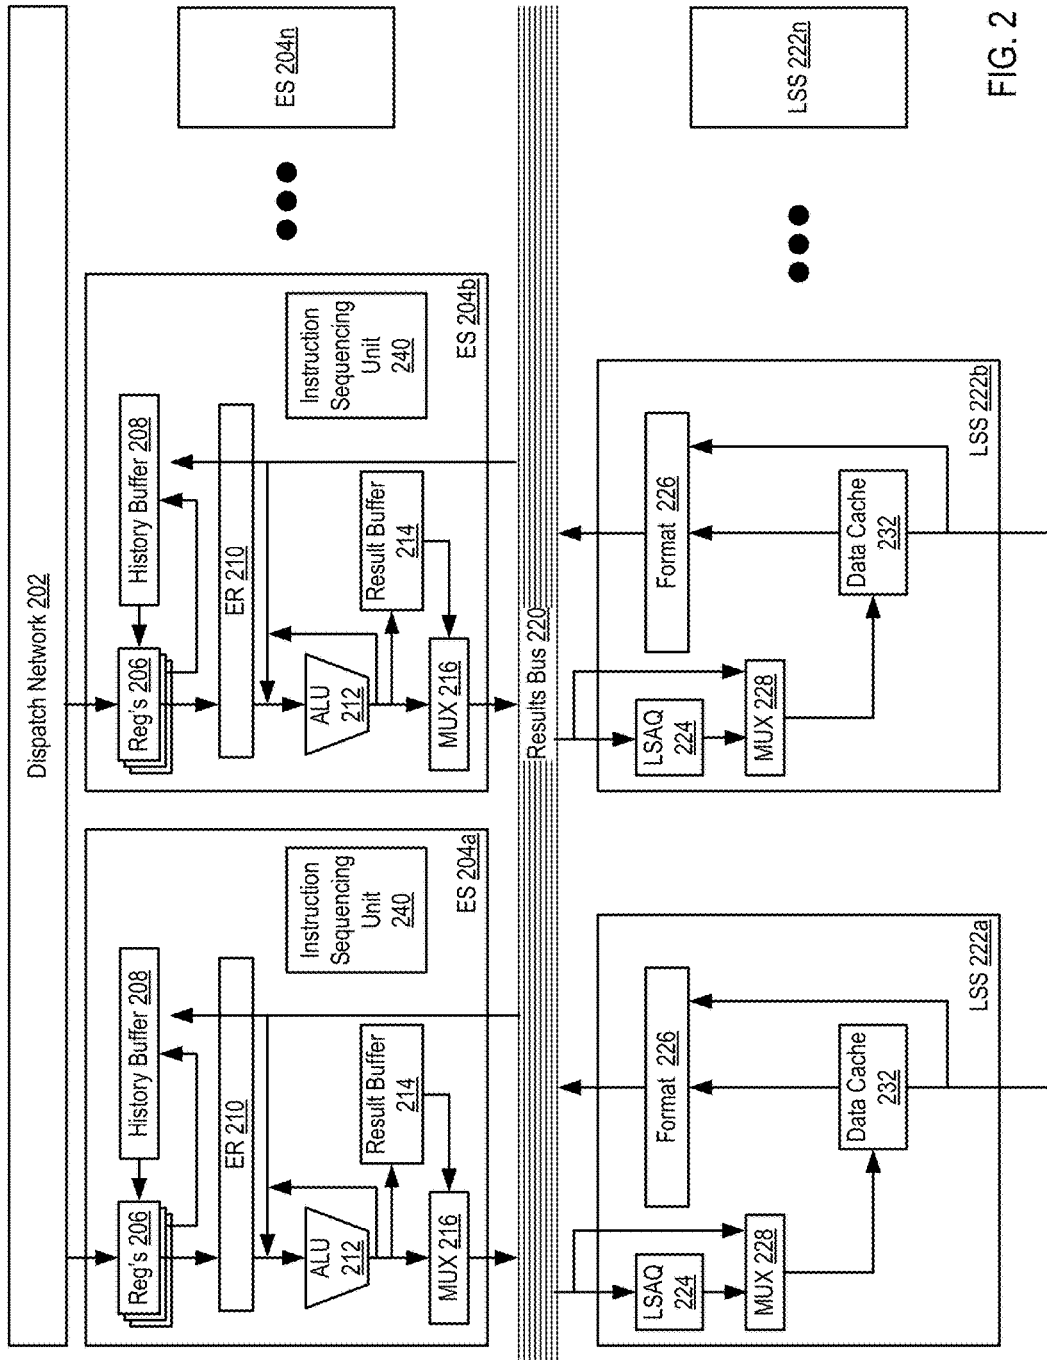 Dispatch Network 202
Reg's 206
History Buffer 208
ER 210
ALU
212
Result Buffer
214
MUX 216
Instruction
Sequencing
Unit
240
ES 204a
Reg's 206
History Buffer 208
ER 210
ALU
212
Result Buffer
214
MUX 216
Instruction
Sequencing
Unit
240
ES 204b
ES 204n
Results Bus 220
LSAQ
224
MUX 228
Format 226
Data Cache
232
LSS 222a
LSAQ
224
MUX 228
Format 226
Data Cache
232
LSS 222b
LSS 222n
FIG. 2